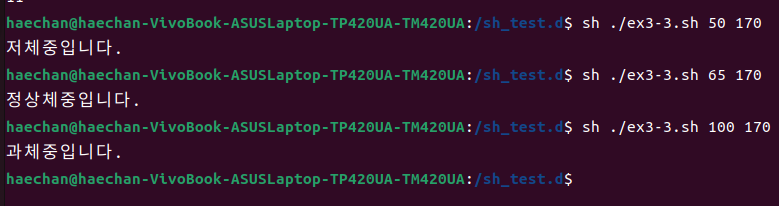 haechan@haechan-VivoBook-ASUSLaptop-TP420UA-TM420UA:/sh_test.d$ sh ./ex3-3.sh 50 170
저체중입니다.
haechan@haechan-VivoBook-ASUSLaptop-TP420UA-TM420UA:/sh_test.d$ sh ./ex3-3.sh 65 170
정상체중입니다.
haechan@haechan-VivoBook-ASUSLaptop-TP420UA-TM420UA:/sh_test.d$ sh ./ex3-3.sh 100 170
과체중입니다.
haechan@haechan-VivoBook-ASUSLaptop-TP420UA-TM420UA:/sh_test.d$